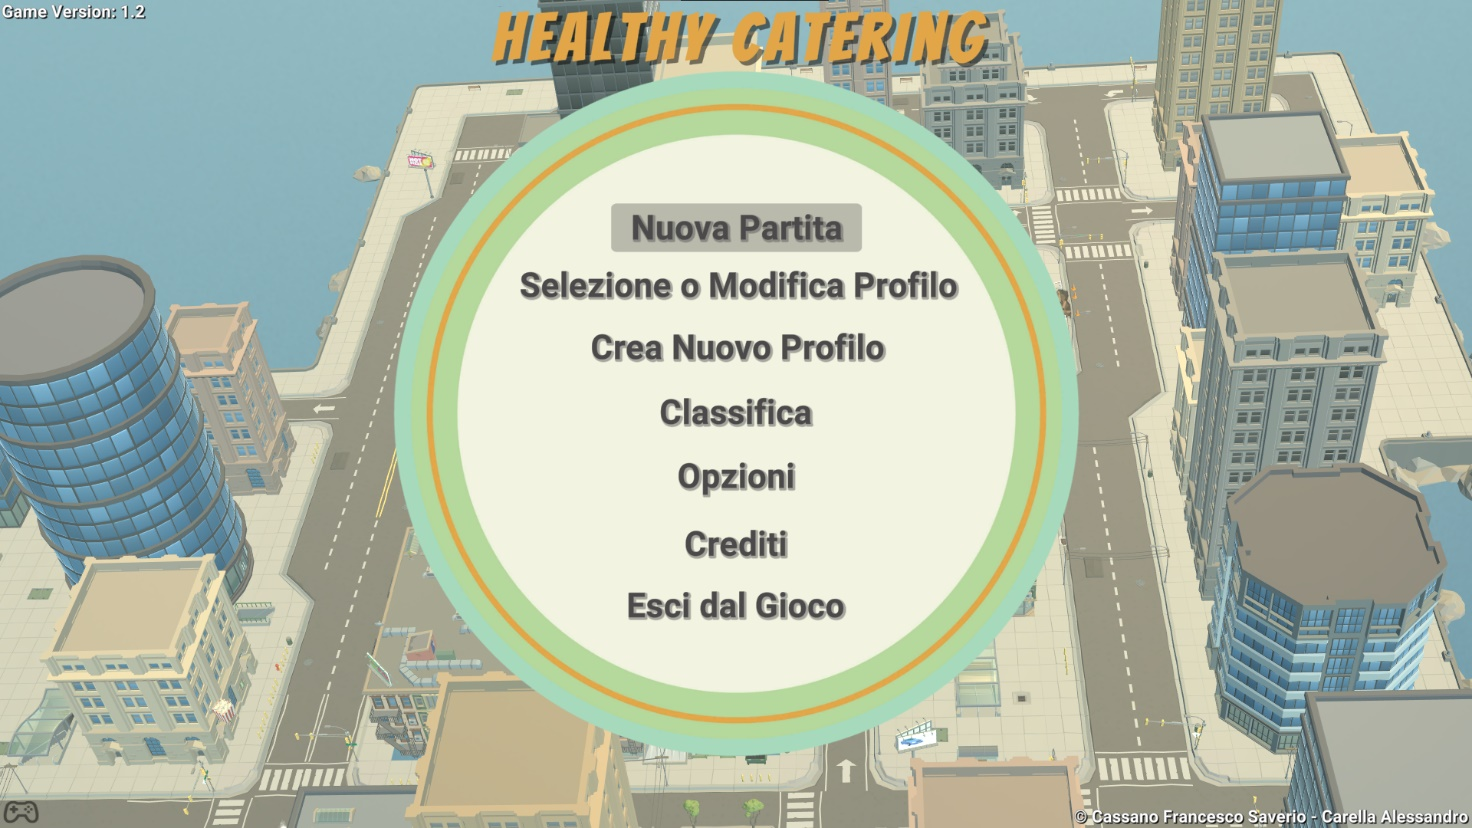 Game Version: 1.2
HEALTHY CATERING
Nuova Partita
Selezione o Modifica Profilo
Crea Nuovo Profilo
Classifica
Opzioni
Crediti
Esci dal Gioco
© Cassano Francesco Saverio - Carella Alessandro